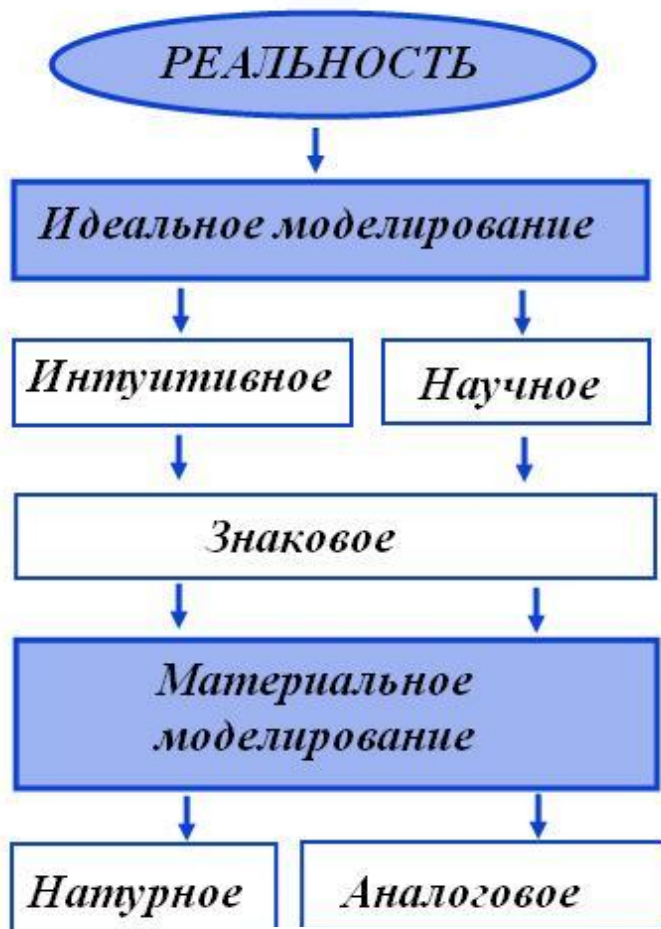 РЕАЛЬНОСТЬ
Идеальное моделирование
Интуитивное
Научное
Знаковое
Материальное
моделирование
Натурное
Аналоговое